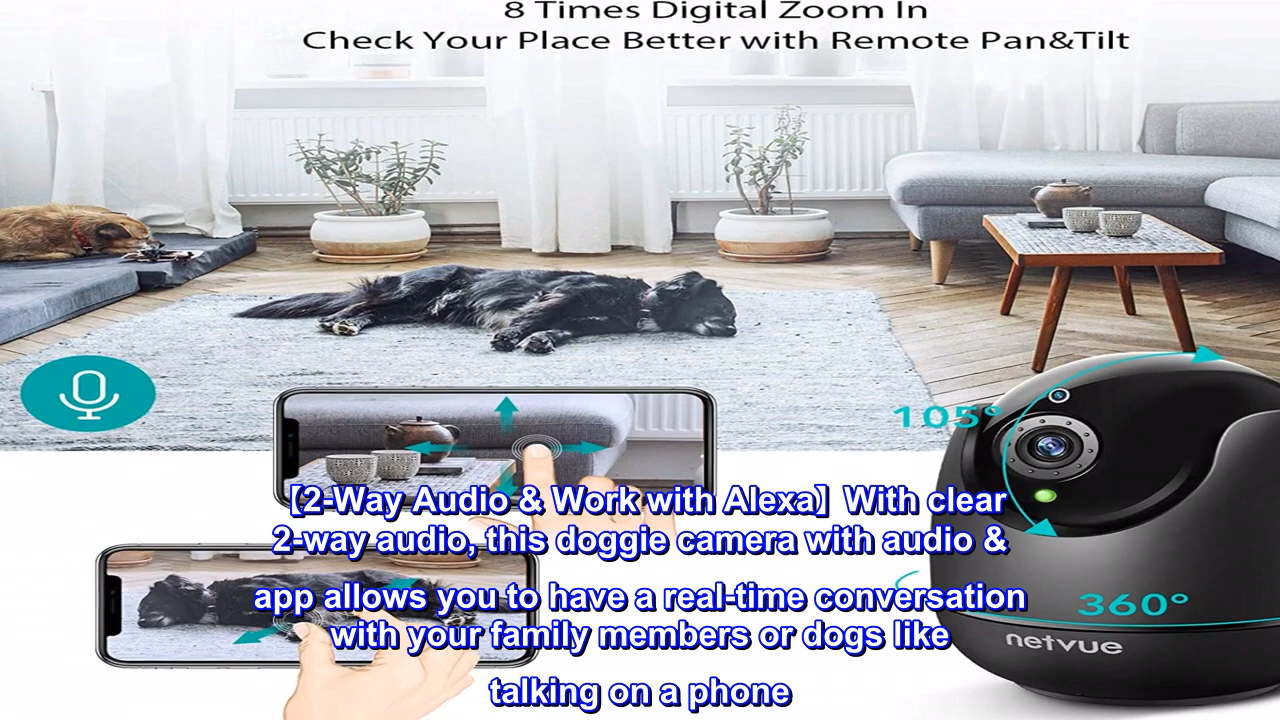 8 Times Digital Zoom In
Check Your Place Better with Remote Pan&Tilt
105°
【2-Way Audio & Work with Alexa】With clear
2-way audio, this doggie camera with audio &
app allows you to have a real-time conversation
with your family members or dogs like
talking on a phone
360°
netvue